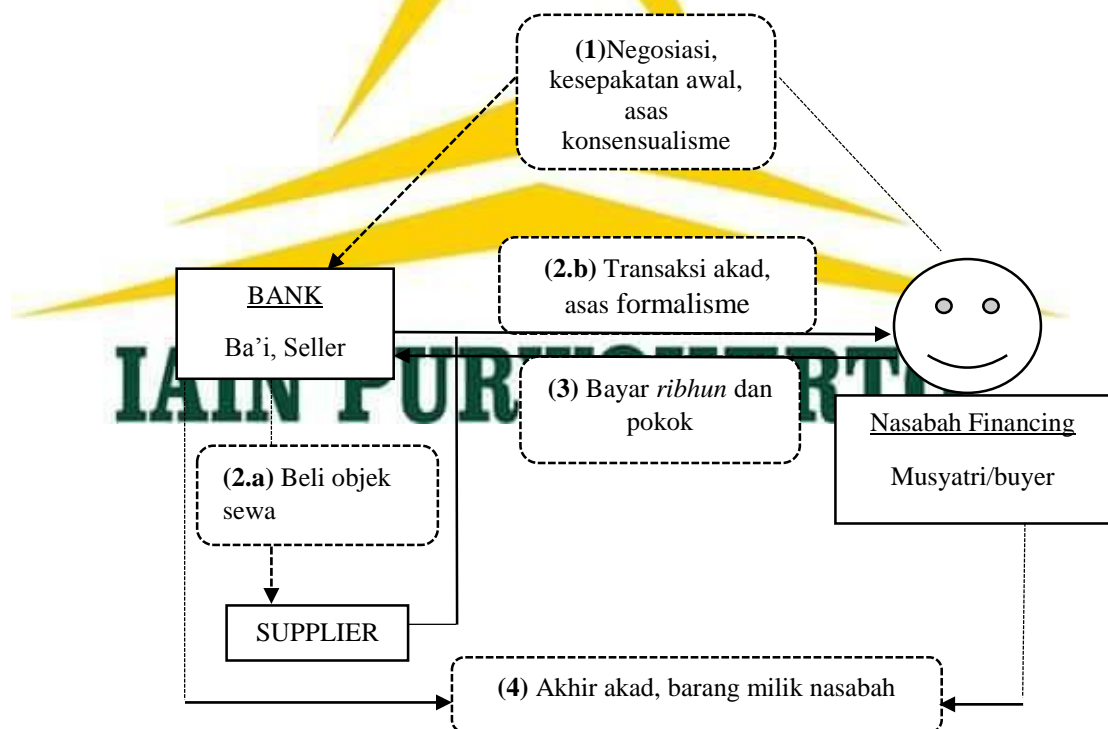 (1)Negosiasi,
kesepakatan awal,
asas
konsensualisme
BANK
Ba’i, Seller
(2.b) Transaksi akad,
asas formalisme
IAIN PURWOKERTO
(3) Bayar ribhun dan
pokok
Nasabah Financing
Musyatri/buyer
(2.a) Beli objek
sewa
SUPPLIER
(4) Akhir akad, barang milik nasabah